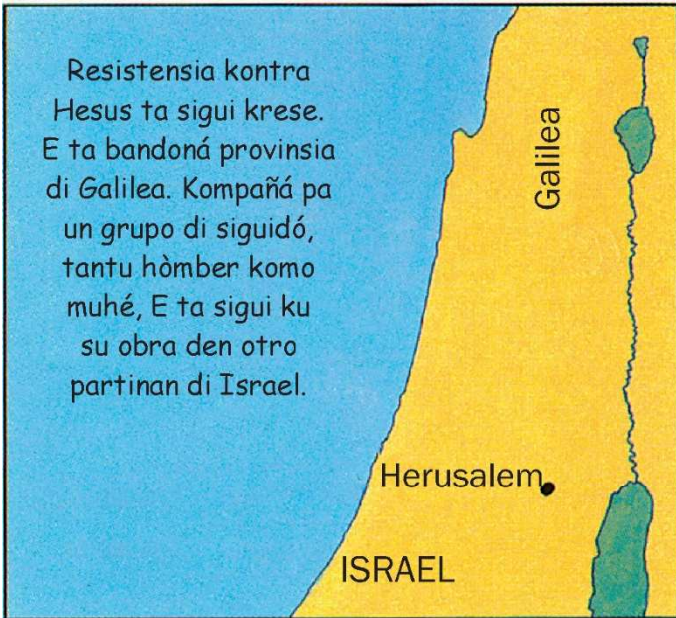 Resistensia kontra
Hesus ta sigui krese.
E ta bandoná provinsia
di Galilea. Kompañá pa
un grupo di siguidó,
tantu hòmber komo
muhé, E ta sigui ku
su obra den otro
partinan di Israel.
Galilea
Herusalem
ISRAEL